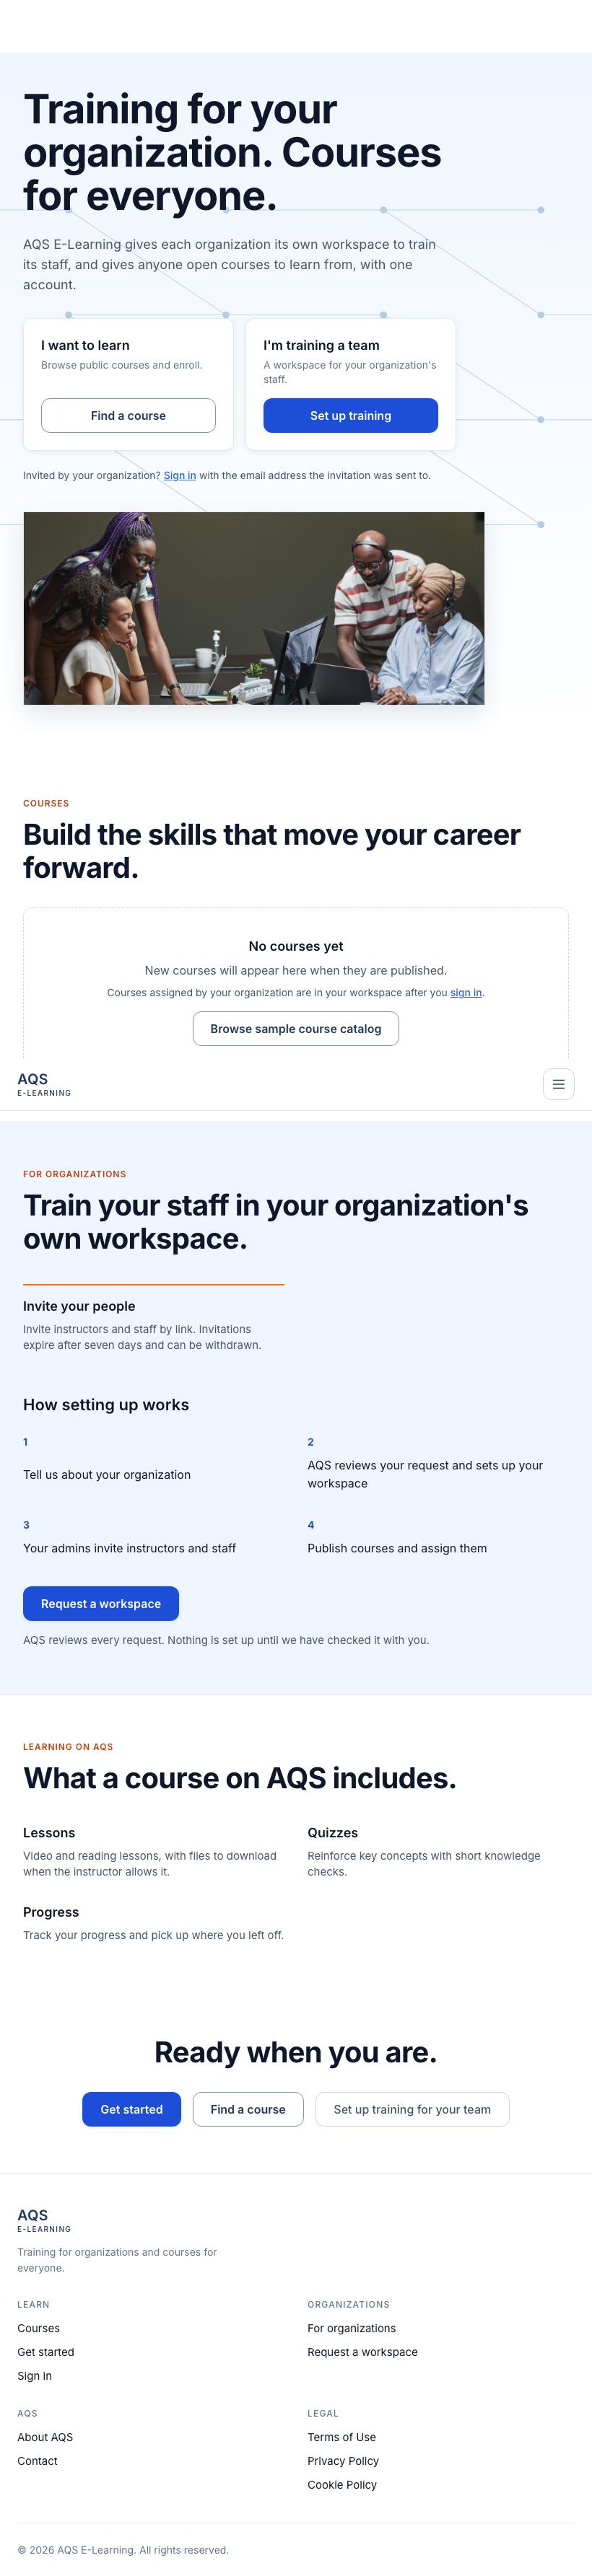 Training for your
organization. Courses
for everyone.
AQS E-Learning gives each organization its own workspace to train
its staff, and gives anyone open courses to learn from, with one
account.
I want to learn
Browse public courses and enroll.
Find a course
I'm training a team
A workspace for your organization's
staff.
Set up training
Invited by your organization? Sign in with the email address the invitation was sent to.
COURSES
Build the skills that move your career
forward.
No courses yet
New courses will appear here when they are published.
Courses assigned by your organization are in your workspace after you sign in.
Browse sample course catalog
AQS
E-LEARNING
FOR ORGANIZATIONS
Train your staff in your organization's
own workspace.
Invite your people
Invite instructors and staff by link. Invitations
expire after seven days and can be withdrawn.
How setting up works
1
Tell us about your organization
2
AQS reviews your request and sets up your
workspace
3
Your admins invite instructors and staff
4
Publish courses and assign them
Request a workspace
AQS reviews every request. Nothing is set up until we have checked it with you.
LEARNING ON AQS
What a course on AQS includes.
Lessons
Video and reading lessons, with files to download
when the instructor allows it.
Quizzes
Reinforce key concepts with short knowledge
checks.
Progress
Track your progress and pick up where you left off.
Ready when you are.
Get started
Find a course
Set up training for your team
AQS
E-LEARNING
Training for organizations and courses for
everyone.
LEARN
Courses
Get started
Sign in
ORGANIZATIONS
For organizations
Request a workspace
AQS
About AQS
Contact
LEGAL
Terms of Use
Privacy Policy
Cookie Policy
© 2026 AQS E-Learning. All rights reserved.